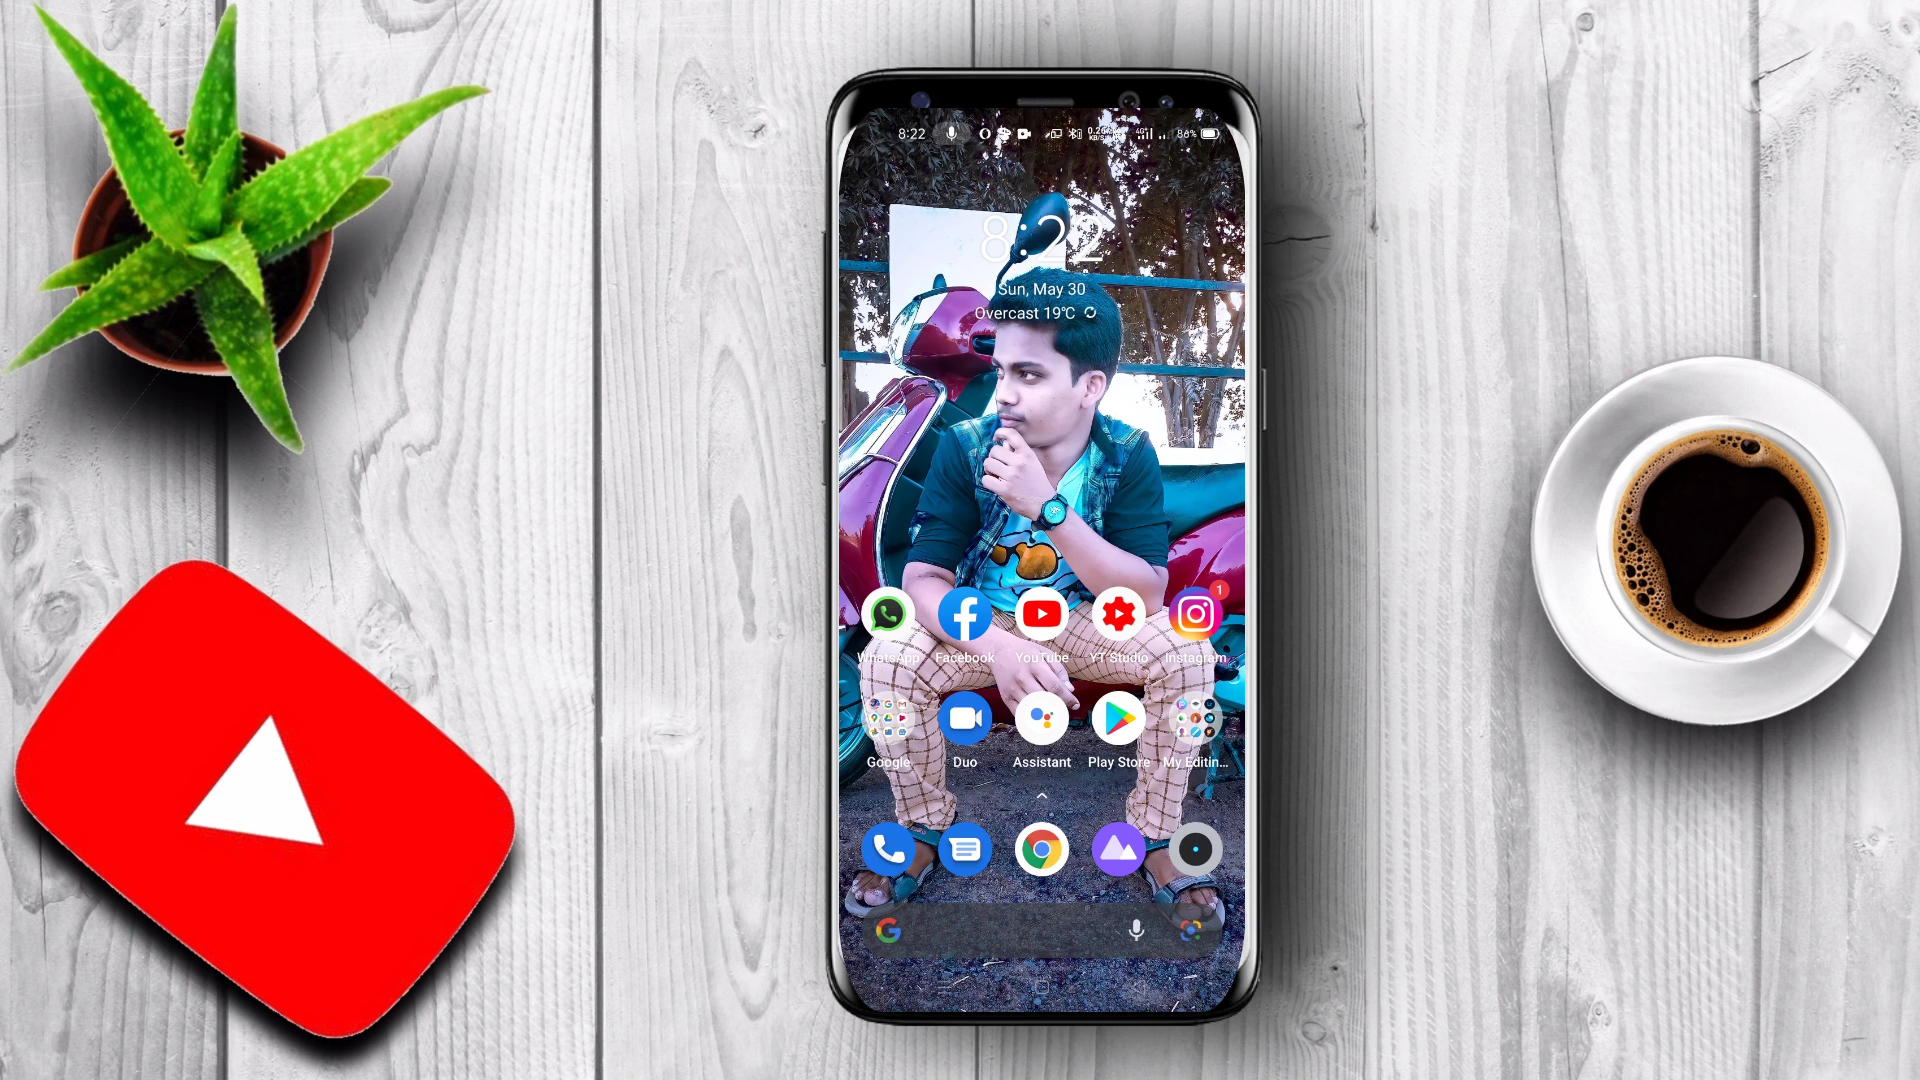 8:22
86%
8:22
Sun, May 30
Overcast 19°C
1
WhatsApp Facebook YouTube YT Studio Instagram
Google Duo Assistant Play Store My Editin...